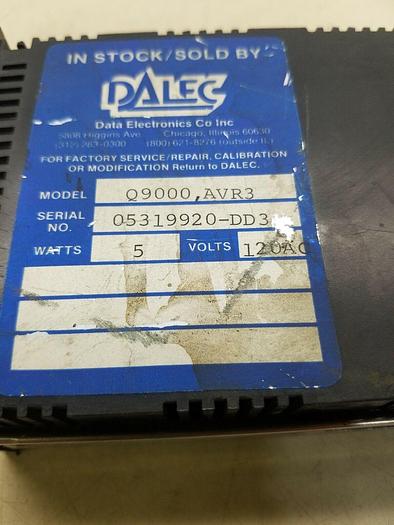 IN STOCK/SOLD BY
DALEC
Data Electronics Co Inc
5808 Higgins Ave. Chicago, Illinois 60630
(312) 283-0300 (800) 621-8276 (outside IL)
FOR FACTORY SERVICE/REPAIR, CALIBRATION
OR MODIFICATION Return to DALEC.
MODEL Q9000,AVR3
SERIAL NO. 05319920-DD3
WATTS 5 VOLTS 120AC